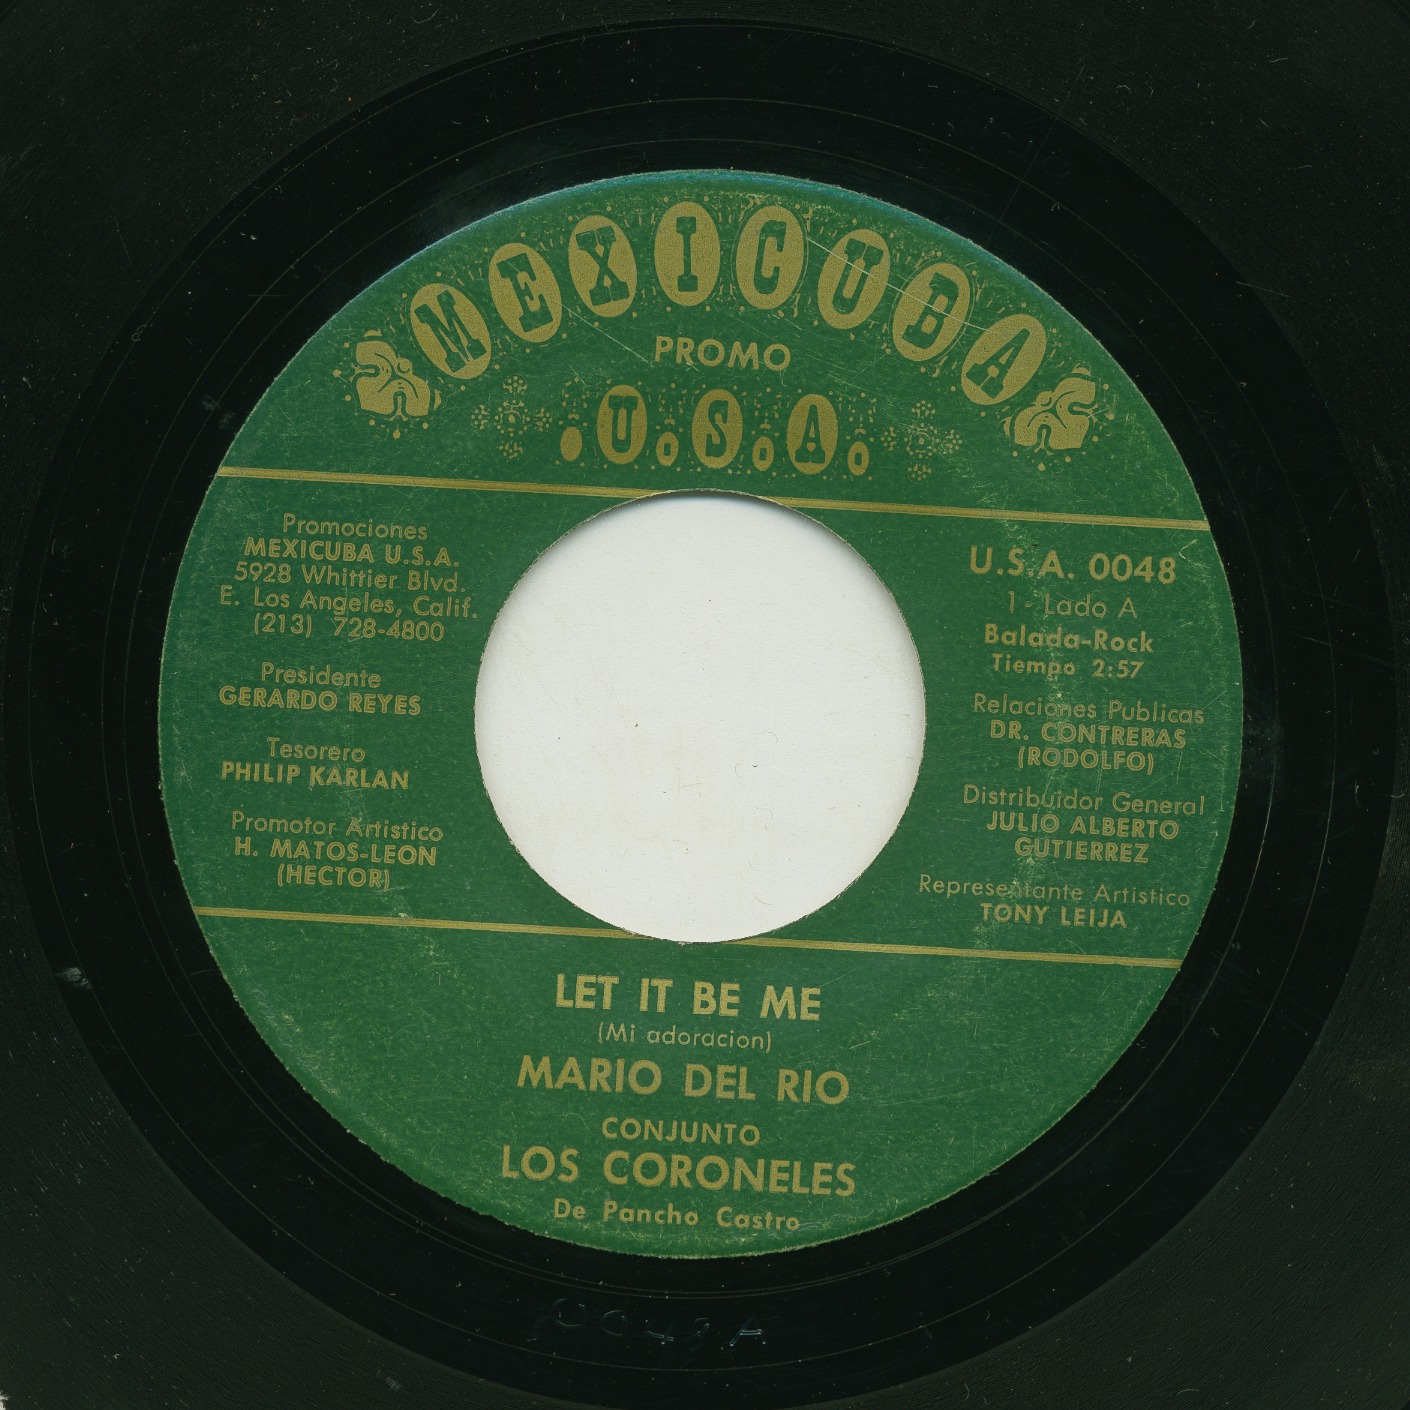 MEXICUBA
PROMO
U.S.A.
Promociones
MEXICUBA U.S.A.
5928 Whittier Blvd.
E. Los Angeles, Calif.
(213) 728-4800
Presidente
GERARDO REYES
Tesorero
PHILIP KARLAN
Promotor Artistico
H. MATOS-LEON
(HECTOR)
U.S.A. 0048
1 - Lado A
Balada-Rock
Tiempo 2:57
Relaciones Publicas
DR. CONTRERAS
(RODOLFO)
Distribuidor General
JULIO ALBERTO
GUTIERREZ
Representante Artistico
TONY LEIJA
LET IT BE ME
(Mi adoracion)
MARIO DEL RIO
CONJUNTO
LOS CORONELES
De Pancho Castro